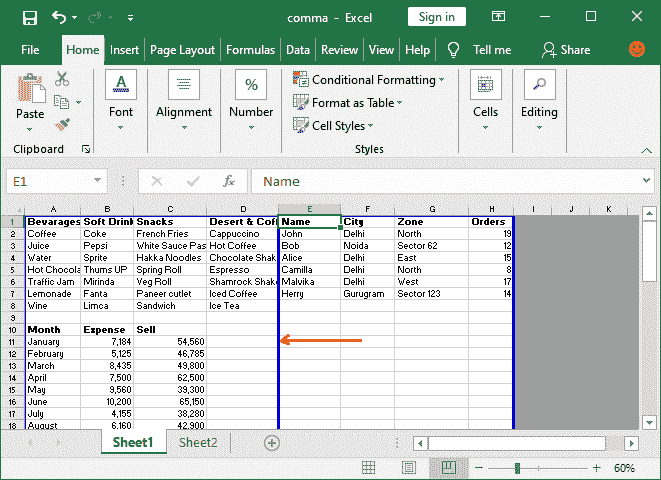 comma - Excel Sign in
File Home Insert Page Layout Formulas Data Review View Help Tell me Share
Paste Font Alignment Number Conditional Formatting Format as Table Cell Styles Cells Editing
Clipboard Styles
E1 fx Name
A B C D E F G H I J K
1 Bevarages Soft Drink Snacks Desert & Coff Name City Zone Orders
2 Coffee Coke French Fries Cappuccino John Delhi North 19
3 Juice Pepsi White Sauce Pas Hot Coffee Bob Noida Sector 62 12
4 Water Sprite Hakka Noodles Chocolate Shak Alice Delhi East 15
5 Hot Chocola Thums UP Spring Roll Espresso Camilla Delhi North 8
6 Traffic Jam Mirinda Veg Roll Shamrock Shake Malvika Delhi West 17
7 Lemonade Fanta Paneer cutlet Iced Coffee Herry Gurugram Sector 123 14
8 Wine Limca Sandwich Ice Tea
9
10 Month Expense Sell
11 January 7,184 54,560
12 February 5,125 46,785
13 March 8,435 49,800
14 April 7,500 62,500
15 May 9,560 39,300
16 June 10,200 65,150
17 July 4,155 38,280
18 August 6,160 42,900
Sheet1 Sheet2
60%